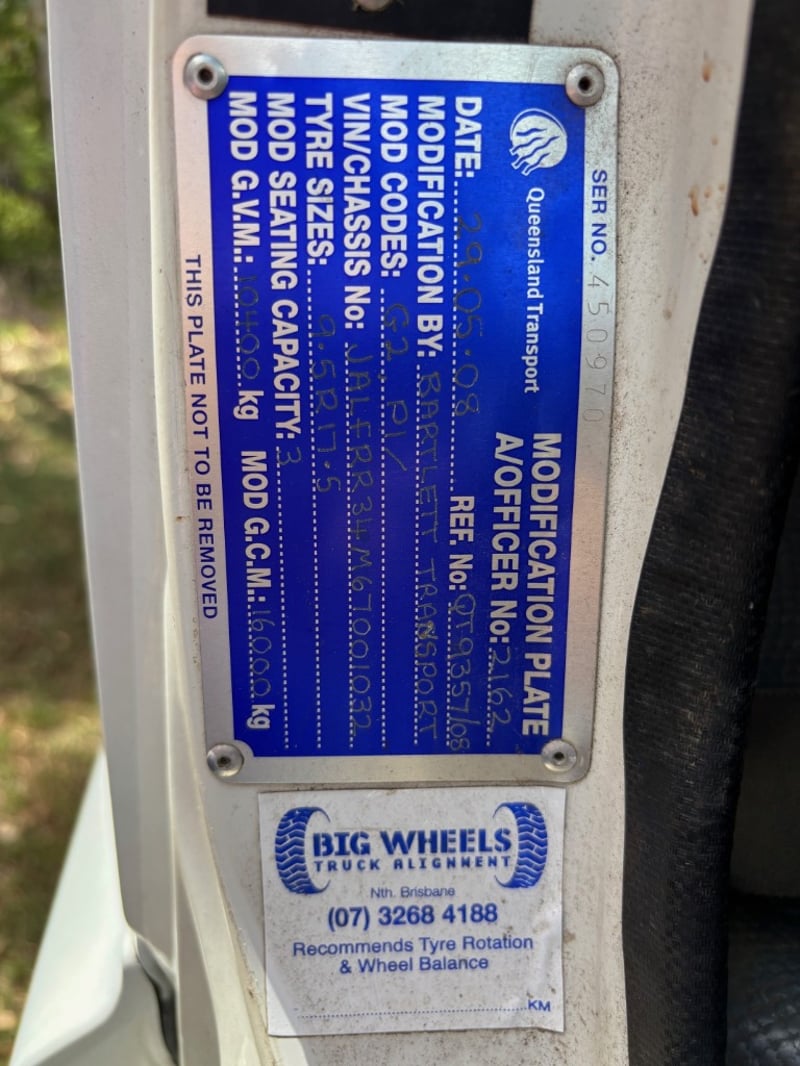 SER NO. 450970
Queensland Transport
MODIFICATION PLATE
A/OFFICER No: 2162
DATE: 29.05.08 REF. No: QT9357/08
MODIFICATION BY: BARTLETT TRANSPORT
MOD CODES: G2, P1/
VIN/CHASSIS No: JALFRR34M67001032
TYRE SIZES: 9.5R17.5
MOD SEATING CAPACITY: 3
MOD G.V.M.: 10400 kg MOD G.C.M.: 16000 kg
THIS PLATE NOT TO BE REMOVED
BIG WHEELS
TRUCK ALIGNMENT
Nth. Brisbane
(07) 3268 4188
Recommends Tyre Rotation
& Wheel Balance
KM